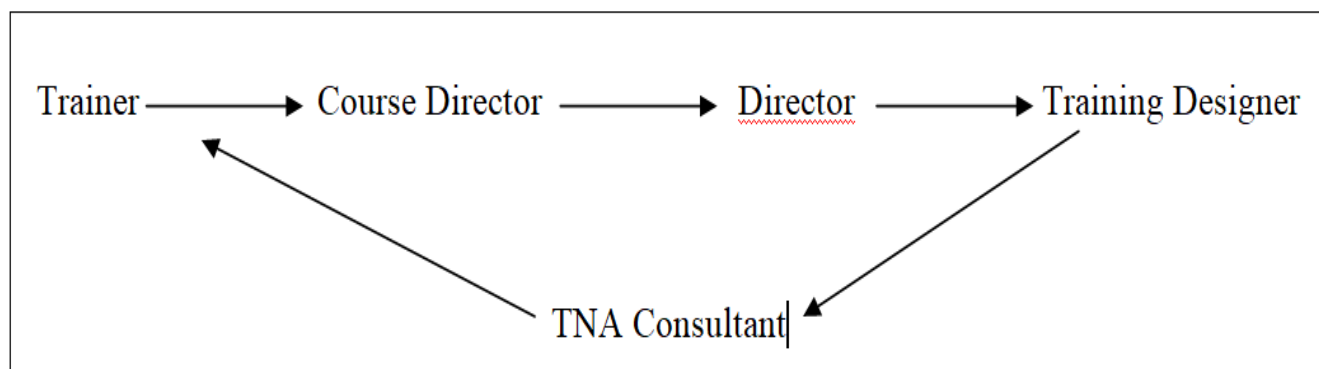 Trainer Course Director Director Training Designer
TNA Consultant